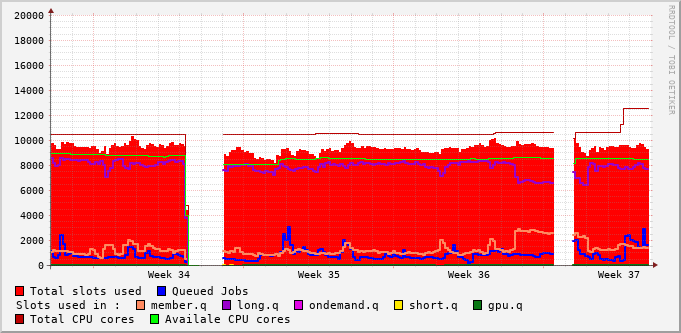 20000
18000
16000
14000
12000
10000
8000
6000
4000
2000
0
Week 34 Week 35 Week 36 Week 37
Total slots used Queued Jobs
Slots used in : member.q long.q ondemand.q short.q gpu.q
Total CPU cores Availale CPU cores
RRDTOOL / TOBI OETIKER